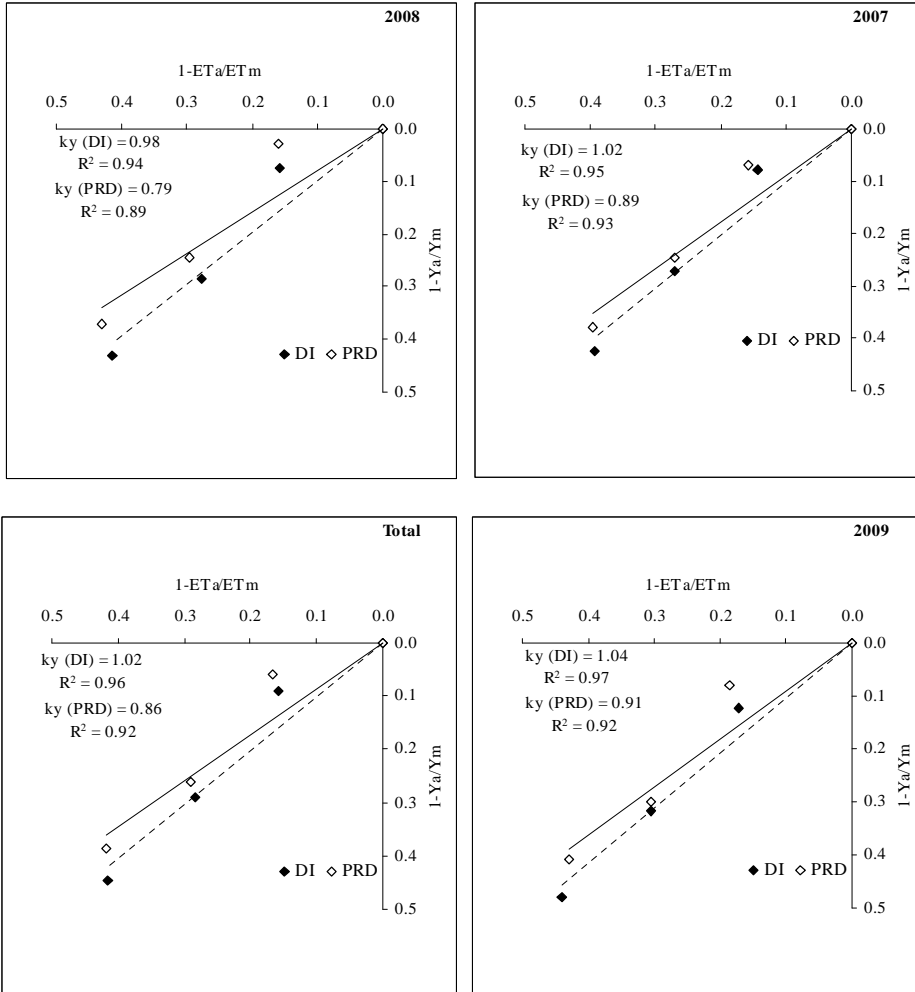 2008
1-ETa/ETm
0.5 0.4 0.3 0.2 0.1 0.0
0.0
0.1
0.2
0.3
0.4
0.5
1-Ya/Ym
ky (DI) = 0.98
R² = 0.94
ky (PRD) = 0.79
R² = 0.89
DI PRD
2007
1-ETa/ETm
0.5 0.4 0.3 0.2 0.1 0.0
0.0
0.1
0.2
0.3
0.4
0.5
1-Ya/Ym
ky (DI) = 1.02
R² = 0.95
ky (PRD) = 0.89
R² = 0.93
DI PRD
Total
1-ETa/ETm
0.5 0.4 0.3 0.2 0.1 0.0
0.0
0.1
0.2
0.3
0.4
0.5
1-Ya/Ym
ky (DI) = 1.02
R² = 0.96
ky (PRD) = 0.86
R² = 0.92
DI PRD
2009
1-ETa/ETm
0.5 0.4 0.3 0.2 0.1 0.0
0.0
0.1
0.2
0.3
0.4
0.5
1-Ya/Ym
ky (DI) = 1.04
R² = 0.97
ky (PRD) = 0.91
R² = 0.92
DI PRD